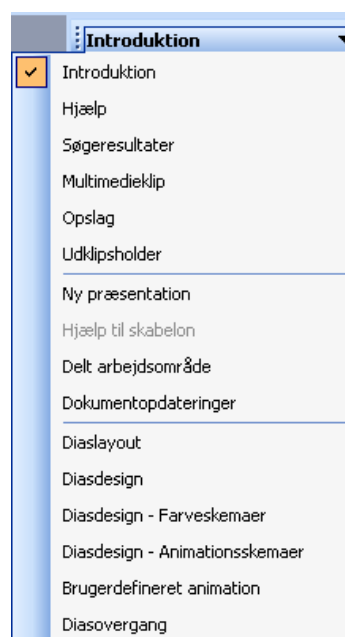 Introduktion
Introduktion
Hjælp
Søgeresultater
Multimedieklip
Opslag
Udklipsholder
Ny præsentation
Hjælp til skabelon
Delt arbejdsområde
Dokumentopdateringer
Diaslayout
Diasdesign
Diasdesign - Farveskemaer
Diasdesign - Animationsskemaer
Brugerdefineret animation
Diasovergang